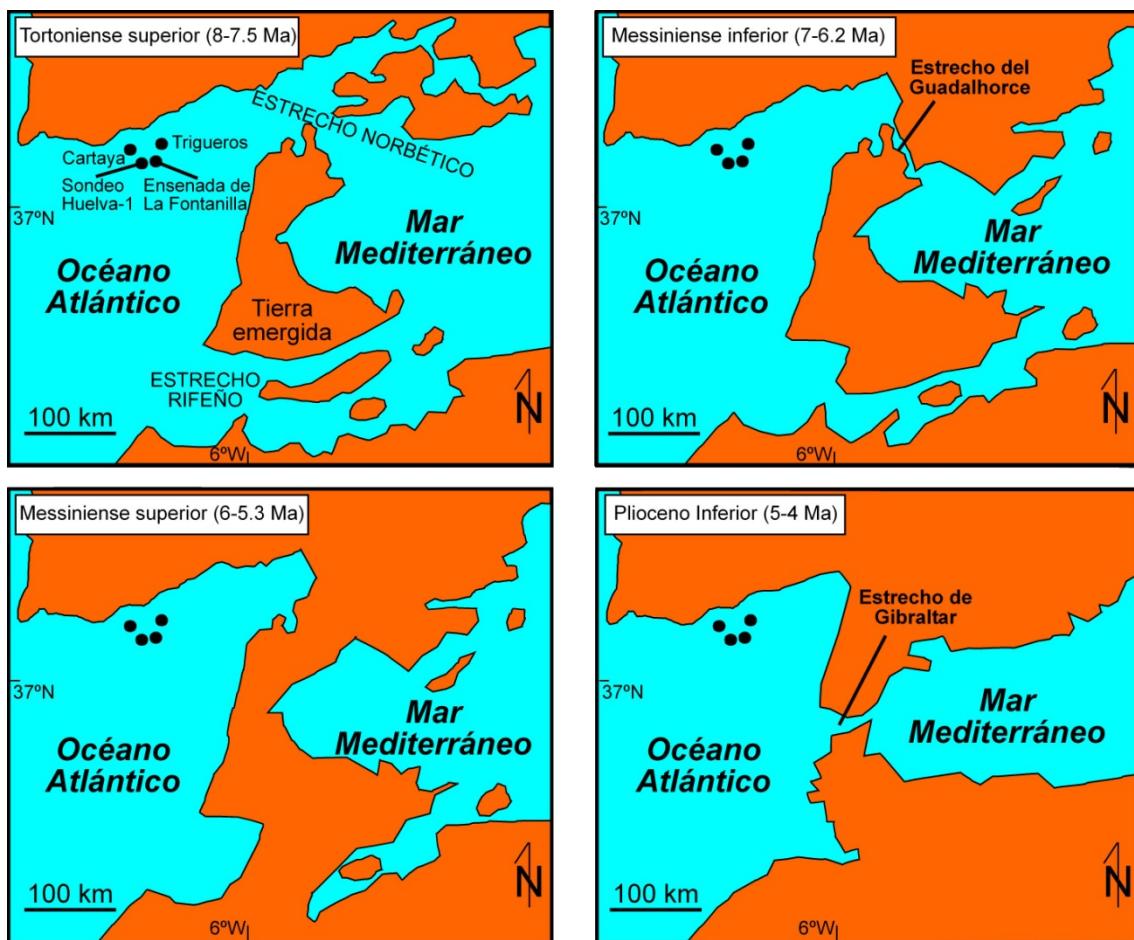 Tortoniense superior (8-7.5 Ma)
ESTRECHO NORBÉTICO
Trigueros
Cartaya
Sondeo
Huelva-1
Ensenada de
La Fontanilla
37ºN
Mar
Mediterráneo
Océano
Atlántico
Tierra
emergida
ESTRECHO
RIFEÑO
100 km
6ºW
N
Messiniense inferior (7-6.2 Ma)
Estrecho del
Guadalhorce
37ºN
Mar
Mediterráneo
Océano
Atlántico
100 km
6ºW
N
Messiniense superior (6-5.3 Ma)
37ºN
Mar
Mediterráneo
Océano
Atlántico
100 km
6ºW
N
Plioceno Inferior (5-4 Ma)
Estrecho de
Gibraltar
37ºN
Mar
Mediterráneo
Océano
Atlántico
100 km
6ºW
N